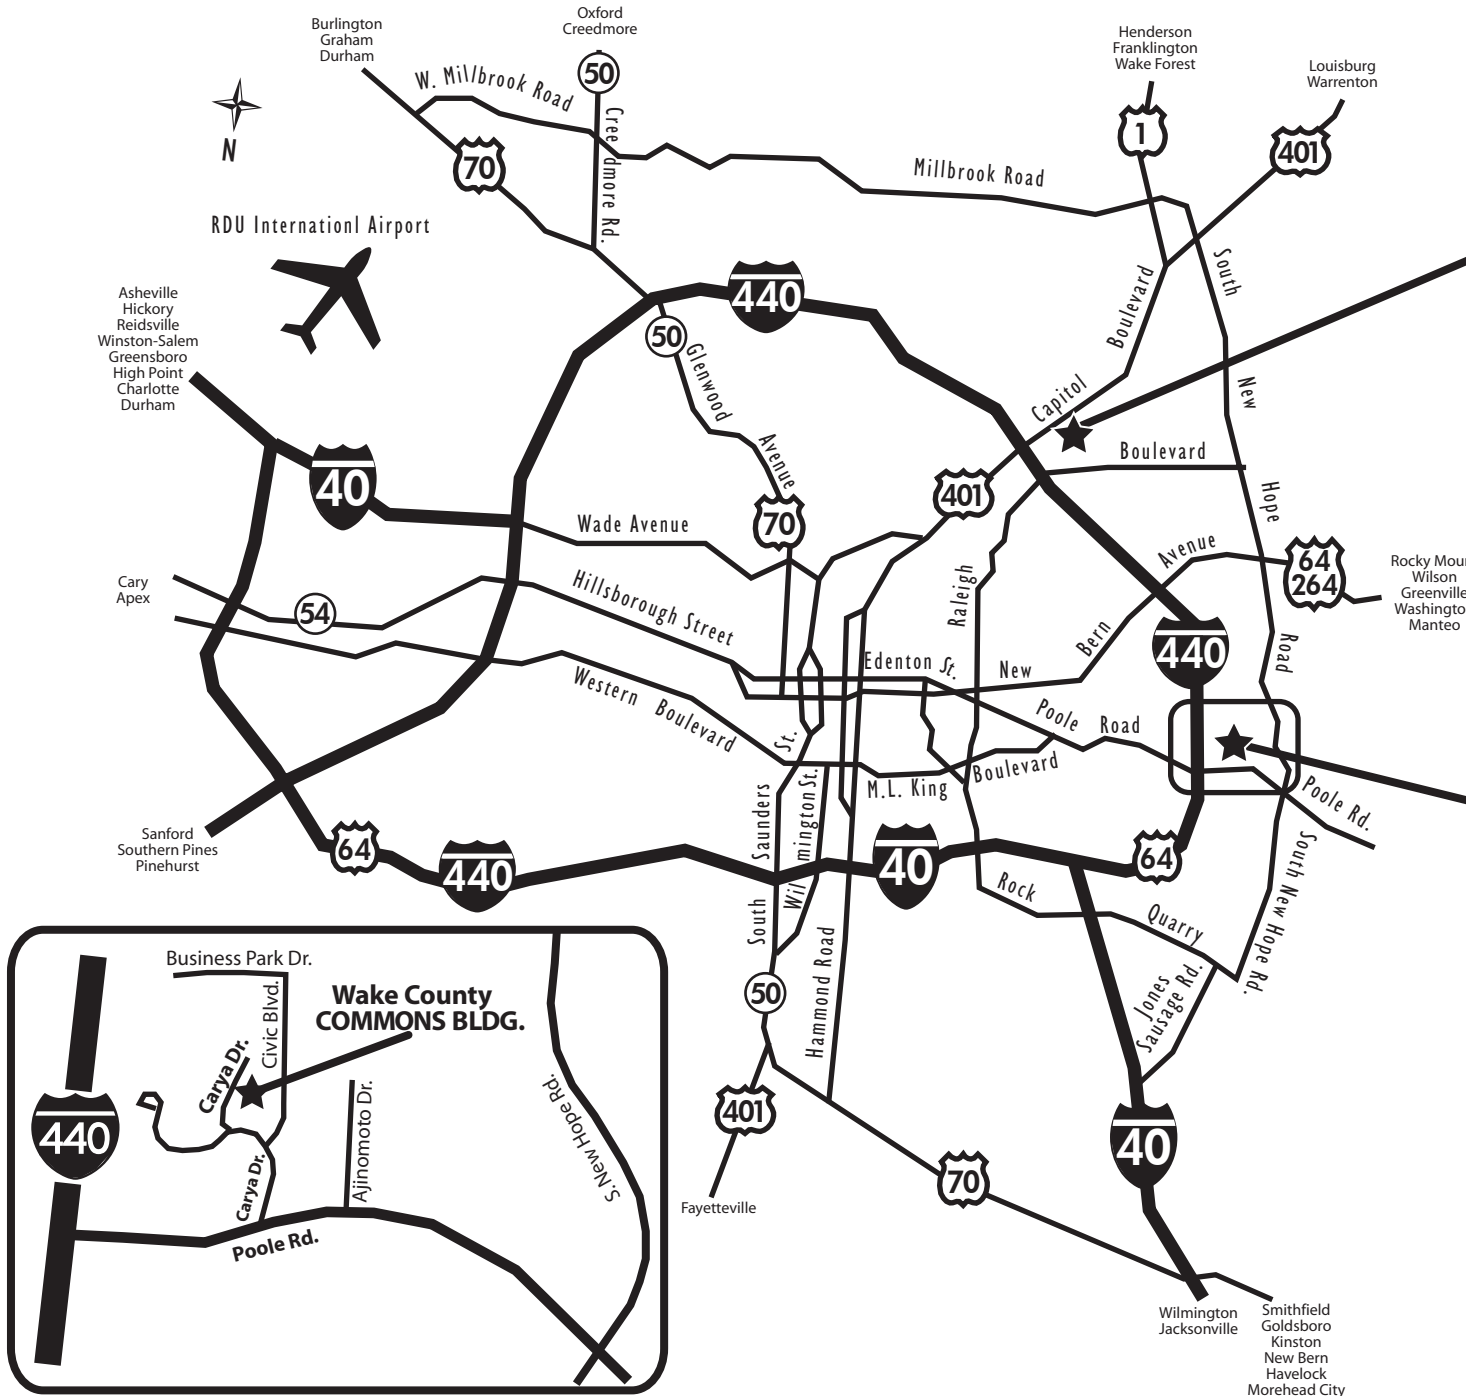 Burlington
Graham
Durham
Oxford
Creedmore
50
W. Millbrook Road
Henderson
Franklington
Wake Forest
1
Louisburg
Warrenton
401
N
70
Creedmore Rd.
Millbrook Road
RDU Internationl Airport
440
South
Boulevard
Asheville
Hickory
Reidsville
Winston-Salem
Greensboro
High Point
Charlotte
Durham
50
Glenwood
Capitol
New
Avenue
Boulevard
40
401
Hope
70
Wade Avenue
Avenue
64
264
Rocky Moun
Wilson
Greenville
Washingto
Manteo
Cary
Apex
54
Hillsborough Street
Raleigh
Bern
440
Road
Edenton St.
New
Western Boulevard
Poole Road
St.
Boulevard
M.L. King
Poole Rd.
South Saunders
Wilmington St.
Sanford
Southern Pines
Pinehurst
64
440
40
64
South New Hope Rd.
Rock
Quarry
Hammond Road
Jones
Sausage Rd.
50
401
Fayetteville
70
40
Wilmington
Jacksonville
Smithfield
Goldsboro
Kinston
New Bern
Havelock
Morehead City
Business Park Dr.
Wake County
COMMONS BLDG.
Civic Blvd.
Carya Dr.
440
Ajinomoto Dr.
S. New Hope Rd.
Carya Dr.
Poole Rd.